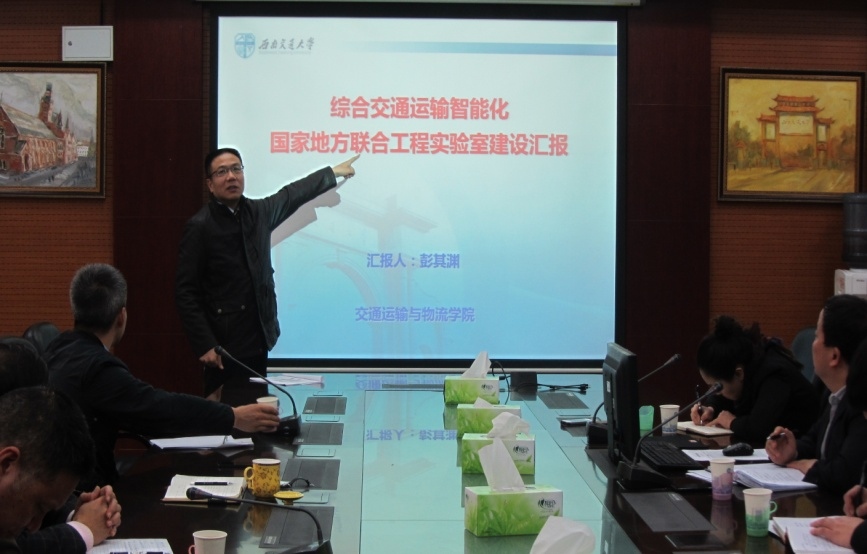 西南交通大学
综合交通运输智能化
国家地方联合工程实验室建设汇报
汇报人：彭其渊
交通运输与物流学院